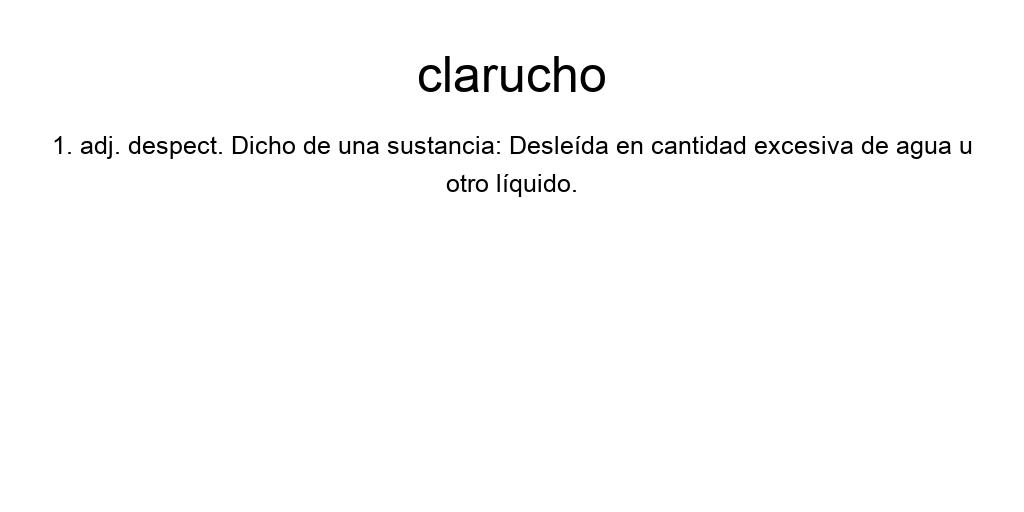 clarucho
1. adj. despect. Dicho de una sustancia: Desleída en cantidad excesiva de agua u
otro líquido.